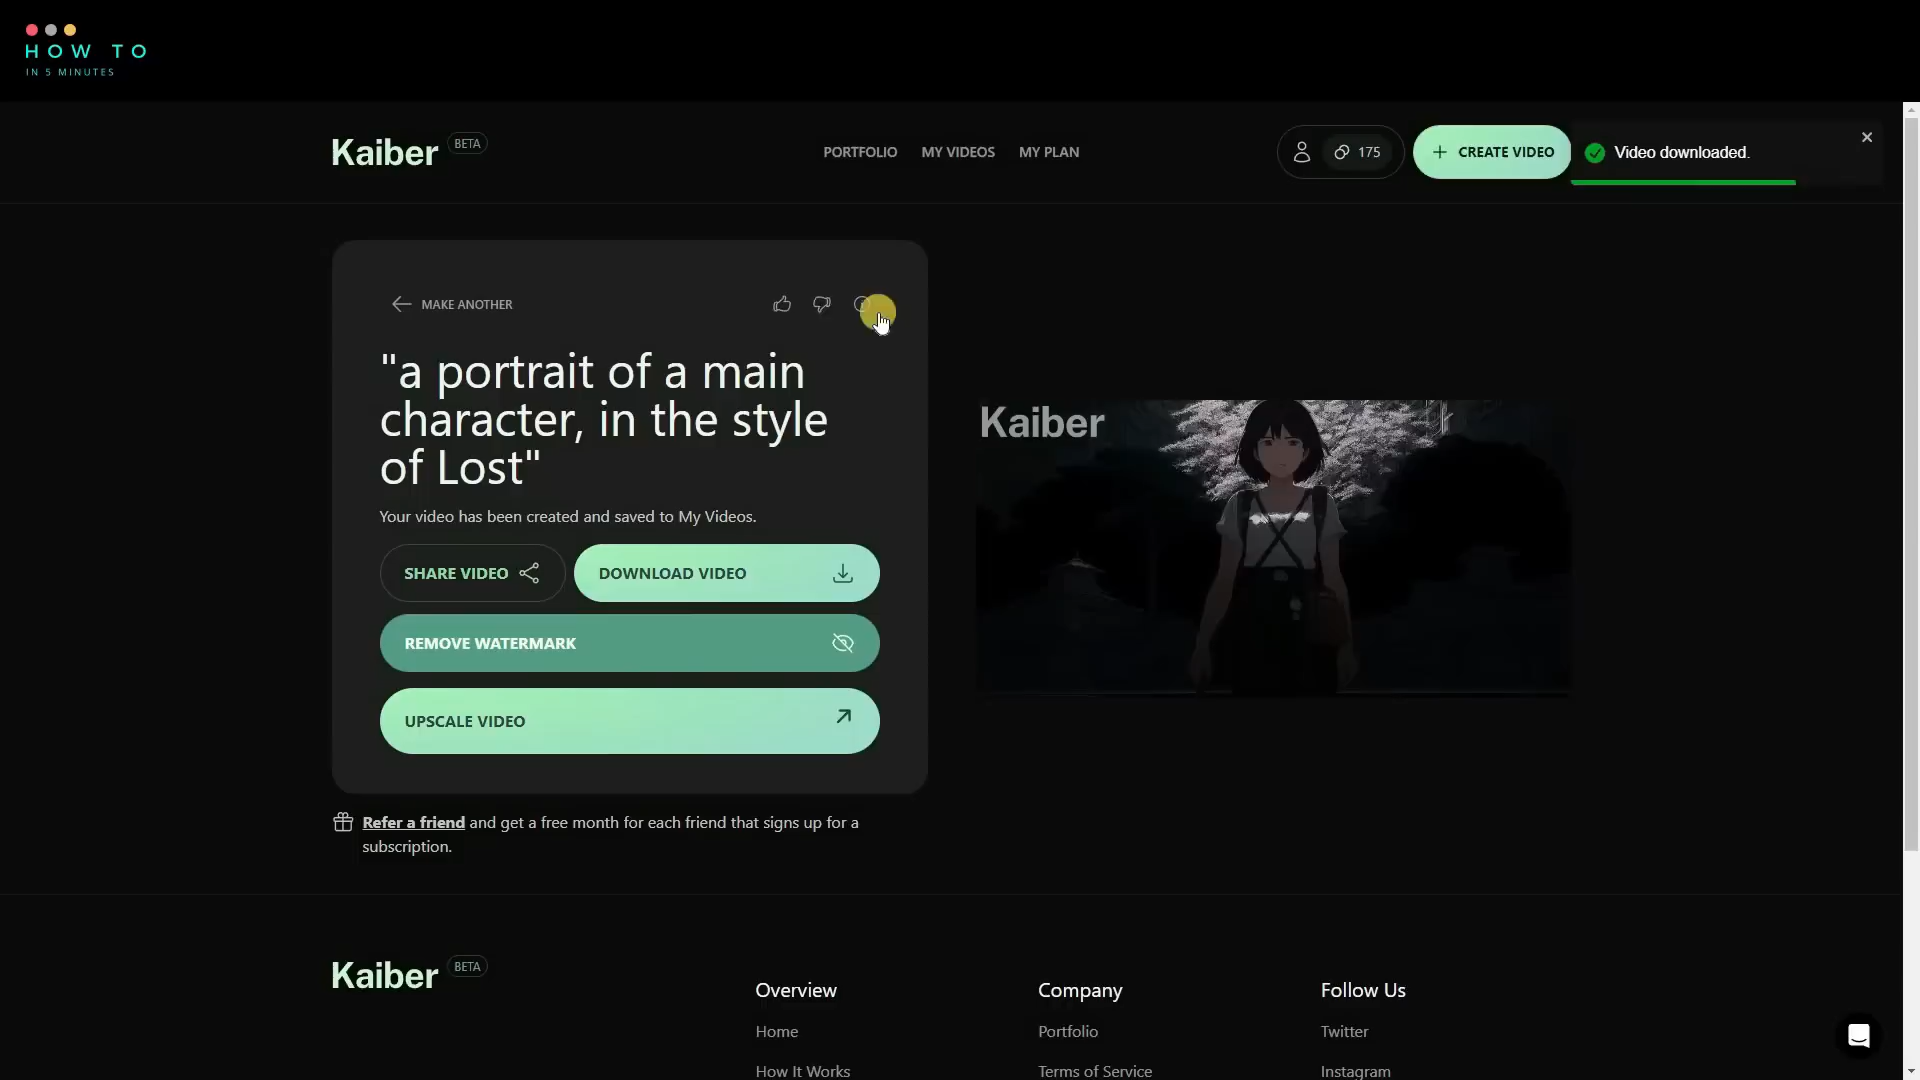 HOW TO
IN 5 MINUTES
Kaiber BETA
PORTFOLIO MY VIDEOS MY PLAN
175
+ CREATE VIDEO
Video downloaded.
MAKE ANOTHER
"a portrait of a main
character, in the style
of Lost"
Your video has been created and saved to My Videos.
SHARE VIDEO
DOWNLOAD VIDEO
REMOVE WATERMARK
UPSCALE VIDEO
Kaiber
Refer a friend and get a free month for each friend that signs up for a
subscription.
Kaiber BETA
Overview
Home
How It Works
Company
Portfolio
Terms of Service
Follow Us
Twitter
Instagram